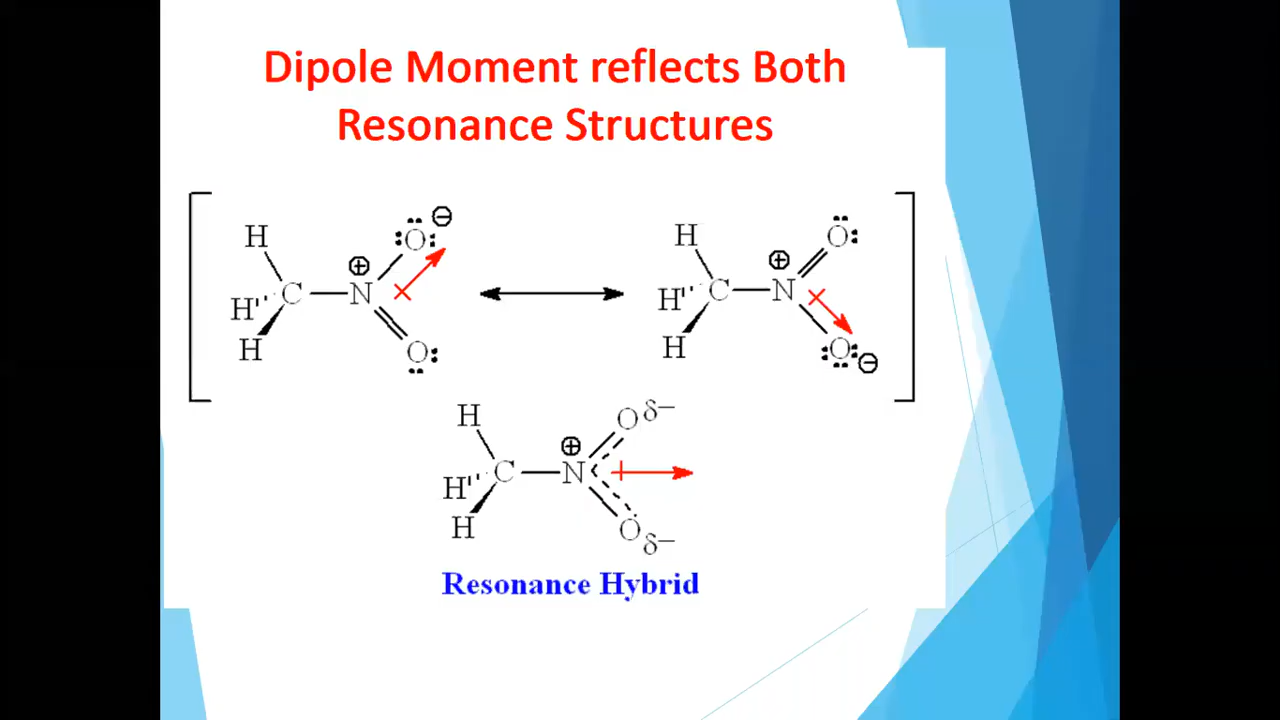 Dipole Moment reflects Both
Resonance Structures
H O: ⊖ H O:
H'' C — N ⊕ H'' C — N ⊕
H O: H O: ⊖
H O δ−
H'' C — N ⊕
H O δ−
Resonance Hybrid